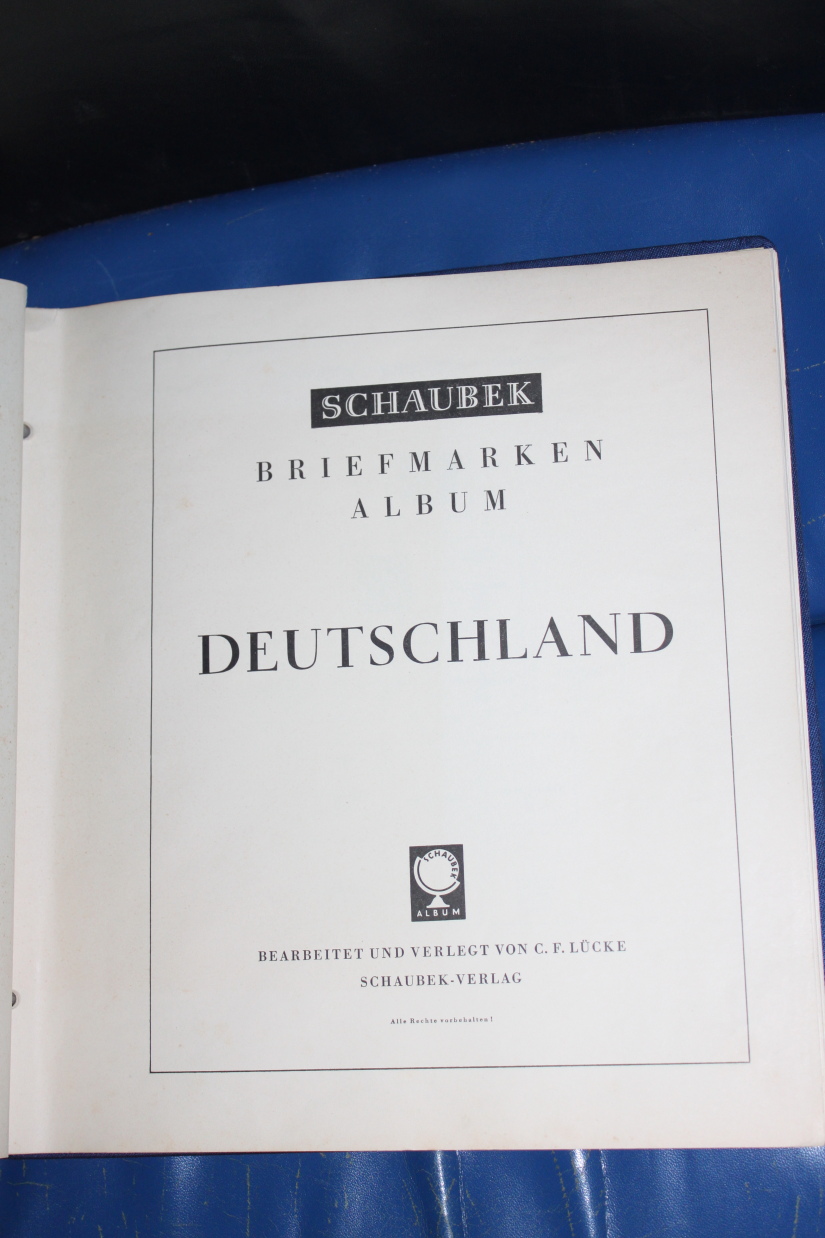 SCHAUBEK
BRIEFMARKEN
ALBUM
DEUTSCHLAND
SCHAUBEK
ALBUM
BEARBEITET UND VERLEGT VON C. F. LÜCKE
SCHAUBEK-VERLAG
Alle Rechte vorbehalten!